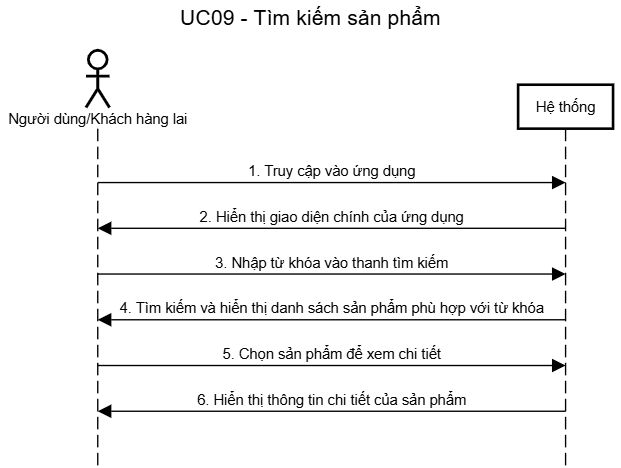 UC09 - Tìm kiếm sản phẩm
Người dùng/Khách hàng lai
Hệ thống
1. Truy cập vào ứng dụng
2. Hiển thị giao diện chính của ứng dụng
3. Nhập từ khóa vào thanh tìm kiếm
4. Tìm kiếm và hiển thị danh sách sản phẩm phù hợp với từ khóa
5. Chọn sản phẩm để xem chi tiết
6. Hiển thị thông tin chi tiết của sản phẩm